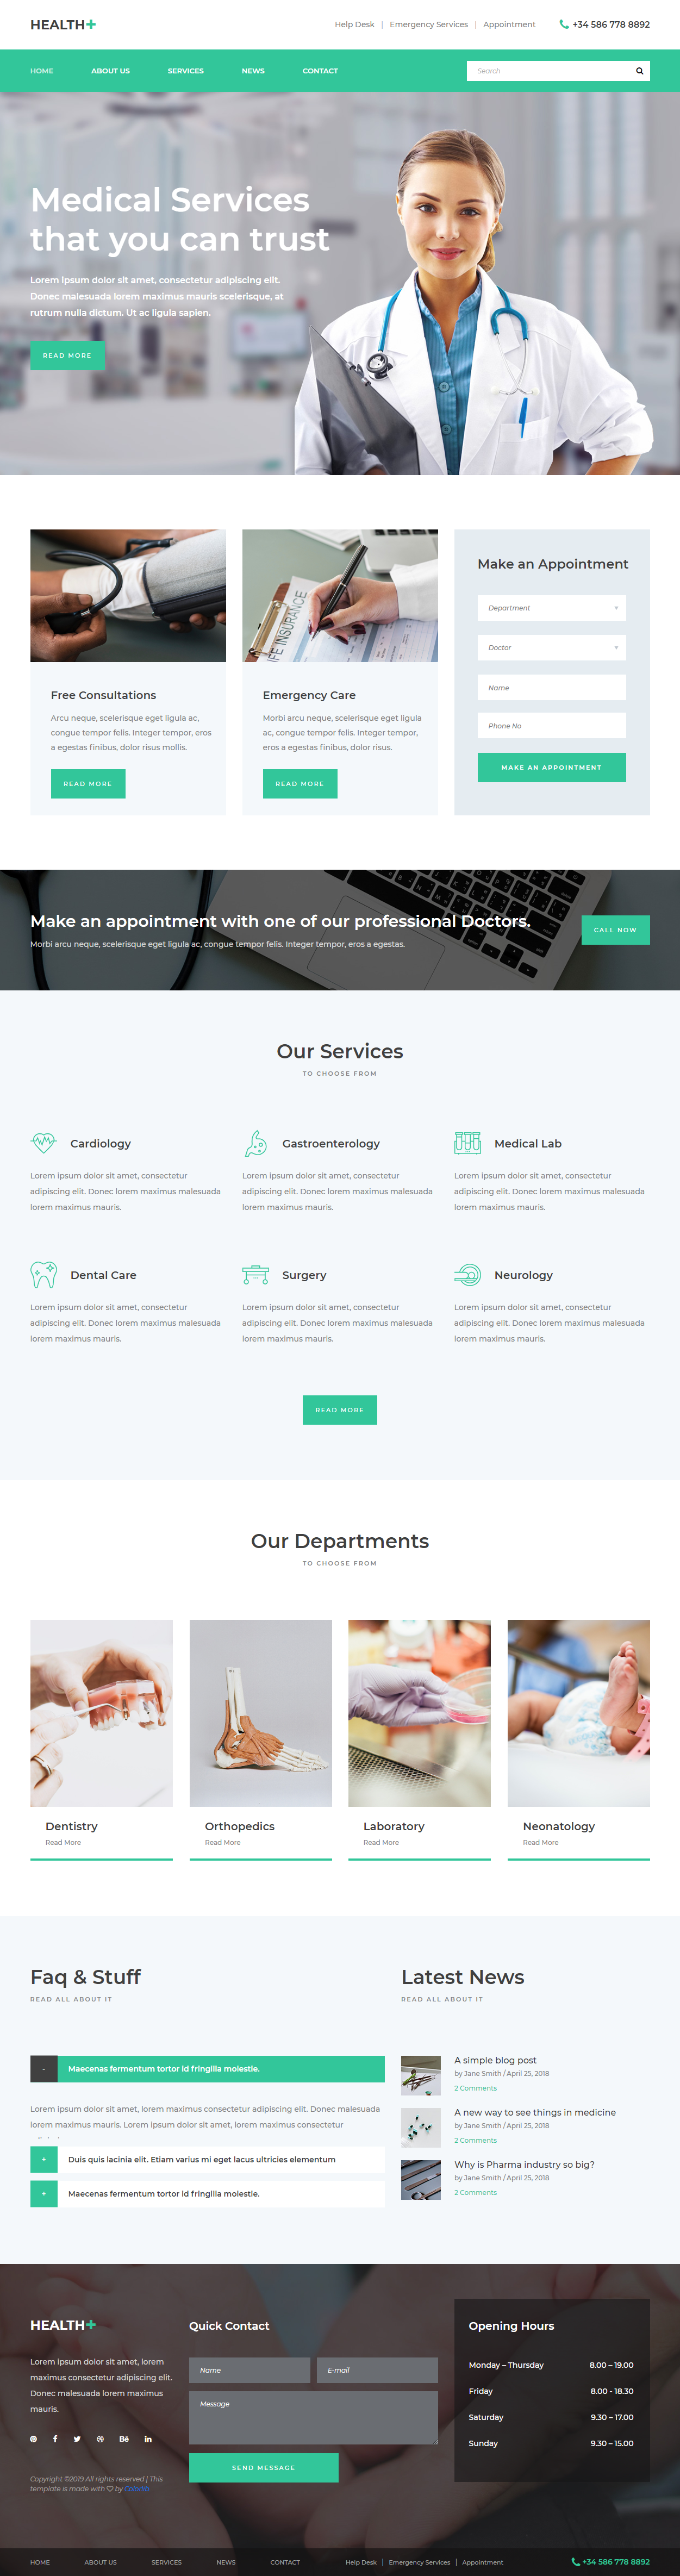 HEALTH+
Help Desk | Emergency Services | Appointment
+34 586 778 8892
HOME ABOUT US SERVICES NEWS CONTACT
Search
Medical Services
that you can trust
Lorem ipsum dolor sit amet, consectetur adipiscing elit.
Donec malesuada lorem maximus mauris scelerisque, at
rutrum nulla dictum. Ut ac ligula sapien.
READ MORE
LIFE INSURANCE
Free Consultations
Arcu neque, scelerisque eget ligula ac,
congue tempor felis. Integer tempor, eros
a egestas finibus, dolor risus mollis.
READ MORE
Emergency Care
Morbi arcu neque, scelerisque eget ligula
ac, congue tempor felis. Integer tempor,
eros a egestas finibus, dolor risus.
READ MORE
Make an Appointment
Department
Doctor
Name
Phone No
MAKE AN APPOINTMENT
Make an appointment with one of our professional Doctors.
Morbi arcu neque, scelerisque eget ligula ac, congue tempor felis. Integer tempor, eros a egestas.
CALL NOW
Our Services
TO CHOOSE FROM
Cardiology
Lorem ipsum dolor sit amet, consectetur
adipiscing elit. Donec lorem maximus malesuada
lorem maximus mauris.
Gastroenterology
Lorem ipsum dolor sit amet, consectetur
adipiscing elit. Donec lorem maximus malesuada
lorem maximus mauris.
Medical Lab
Lorem ipsum dolor sit amet, consectetur
adipiscing elit. Donec lorem maximus malesuada
lorem maximus mauris.
Dental Care
Lorem ipsum dolor sit amet, consectetur
adipiscing elit. Donec lorem maximus malesuada
lorem maximus mauris.
Surgery
Lorem ipsum dolor sit amet, consectetur
adipiscing elit. Donec lorem maximus malesuada
lorem maximus mauris.
Neurology
Lorem ipsum dolor sit amet, consectetur
adipiscing elit. Donec lorem maximus malesuada
lorem maximus mauris.
READ MORE
Our Departments
TO CHOOSE FROM
Dentistry
Read More
Orthopedics
Read More
Laboratory
Read More
Neonatology
Read More
Faq & Stuff
READ ALL ABOUT IT
- Maecenas fermentum tortor id fringilla molestie.
Lorem ipsum dolor sit amet, lorem maximus consectetur adipiscing elit. Donec malesuada
lorem maximus mauris. Lorem ipsum dolor sit amet, lorem maximus consectetur
+ Duis quis lacinia elit. Etiam varius mi eget lacus ultricies elementum
+ Maecenas fermentum tortor id fringilla molestie.
Latest News
READ ALL ABOUT IT
A simple blog post
by Jane Smith / April 25, 2018
2 Comments
A new way to see things in medicine
by Jane Smith / April 25, 2018
2 Comments
Why is Pharma industry so big?
by Jane Smith / April 25, 2018
2 Comments
HEALTH+
Lorem ipsum dolor sit amet, lorem
maximus consectetur adipiscing elit.
Donec malesuada lorem maximus
mauris.
Copyright ©2019 All rights reserved | This
template is made with ♡ by Colorlib
Quick Contact
Name
E-mail
Message
SEND MESSAGE
Opening Hours
Monday – Thursday 8.00 – 19.00
Friday 8.00 - 18.30
Saturday 9.30 – 17.00
Sunday 9.30 – 15.00
HOME ABOUT US SERVICES NEWS CONTACT
Help Desk | Emergency Services | Appointment
+34 586 778 8892